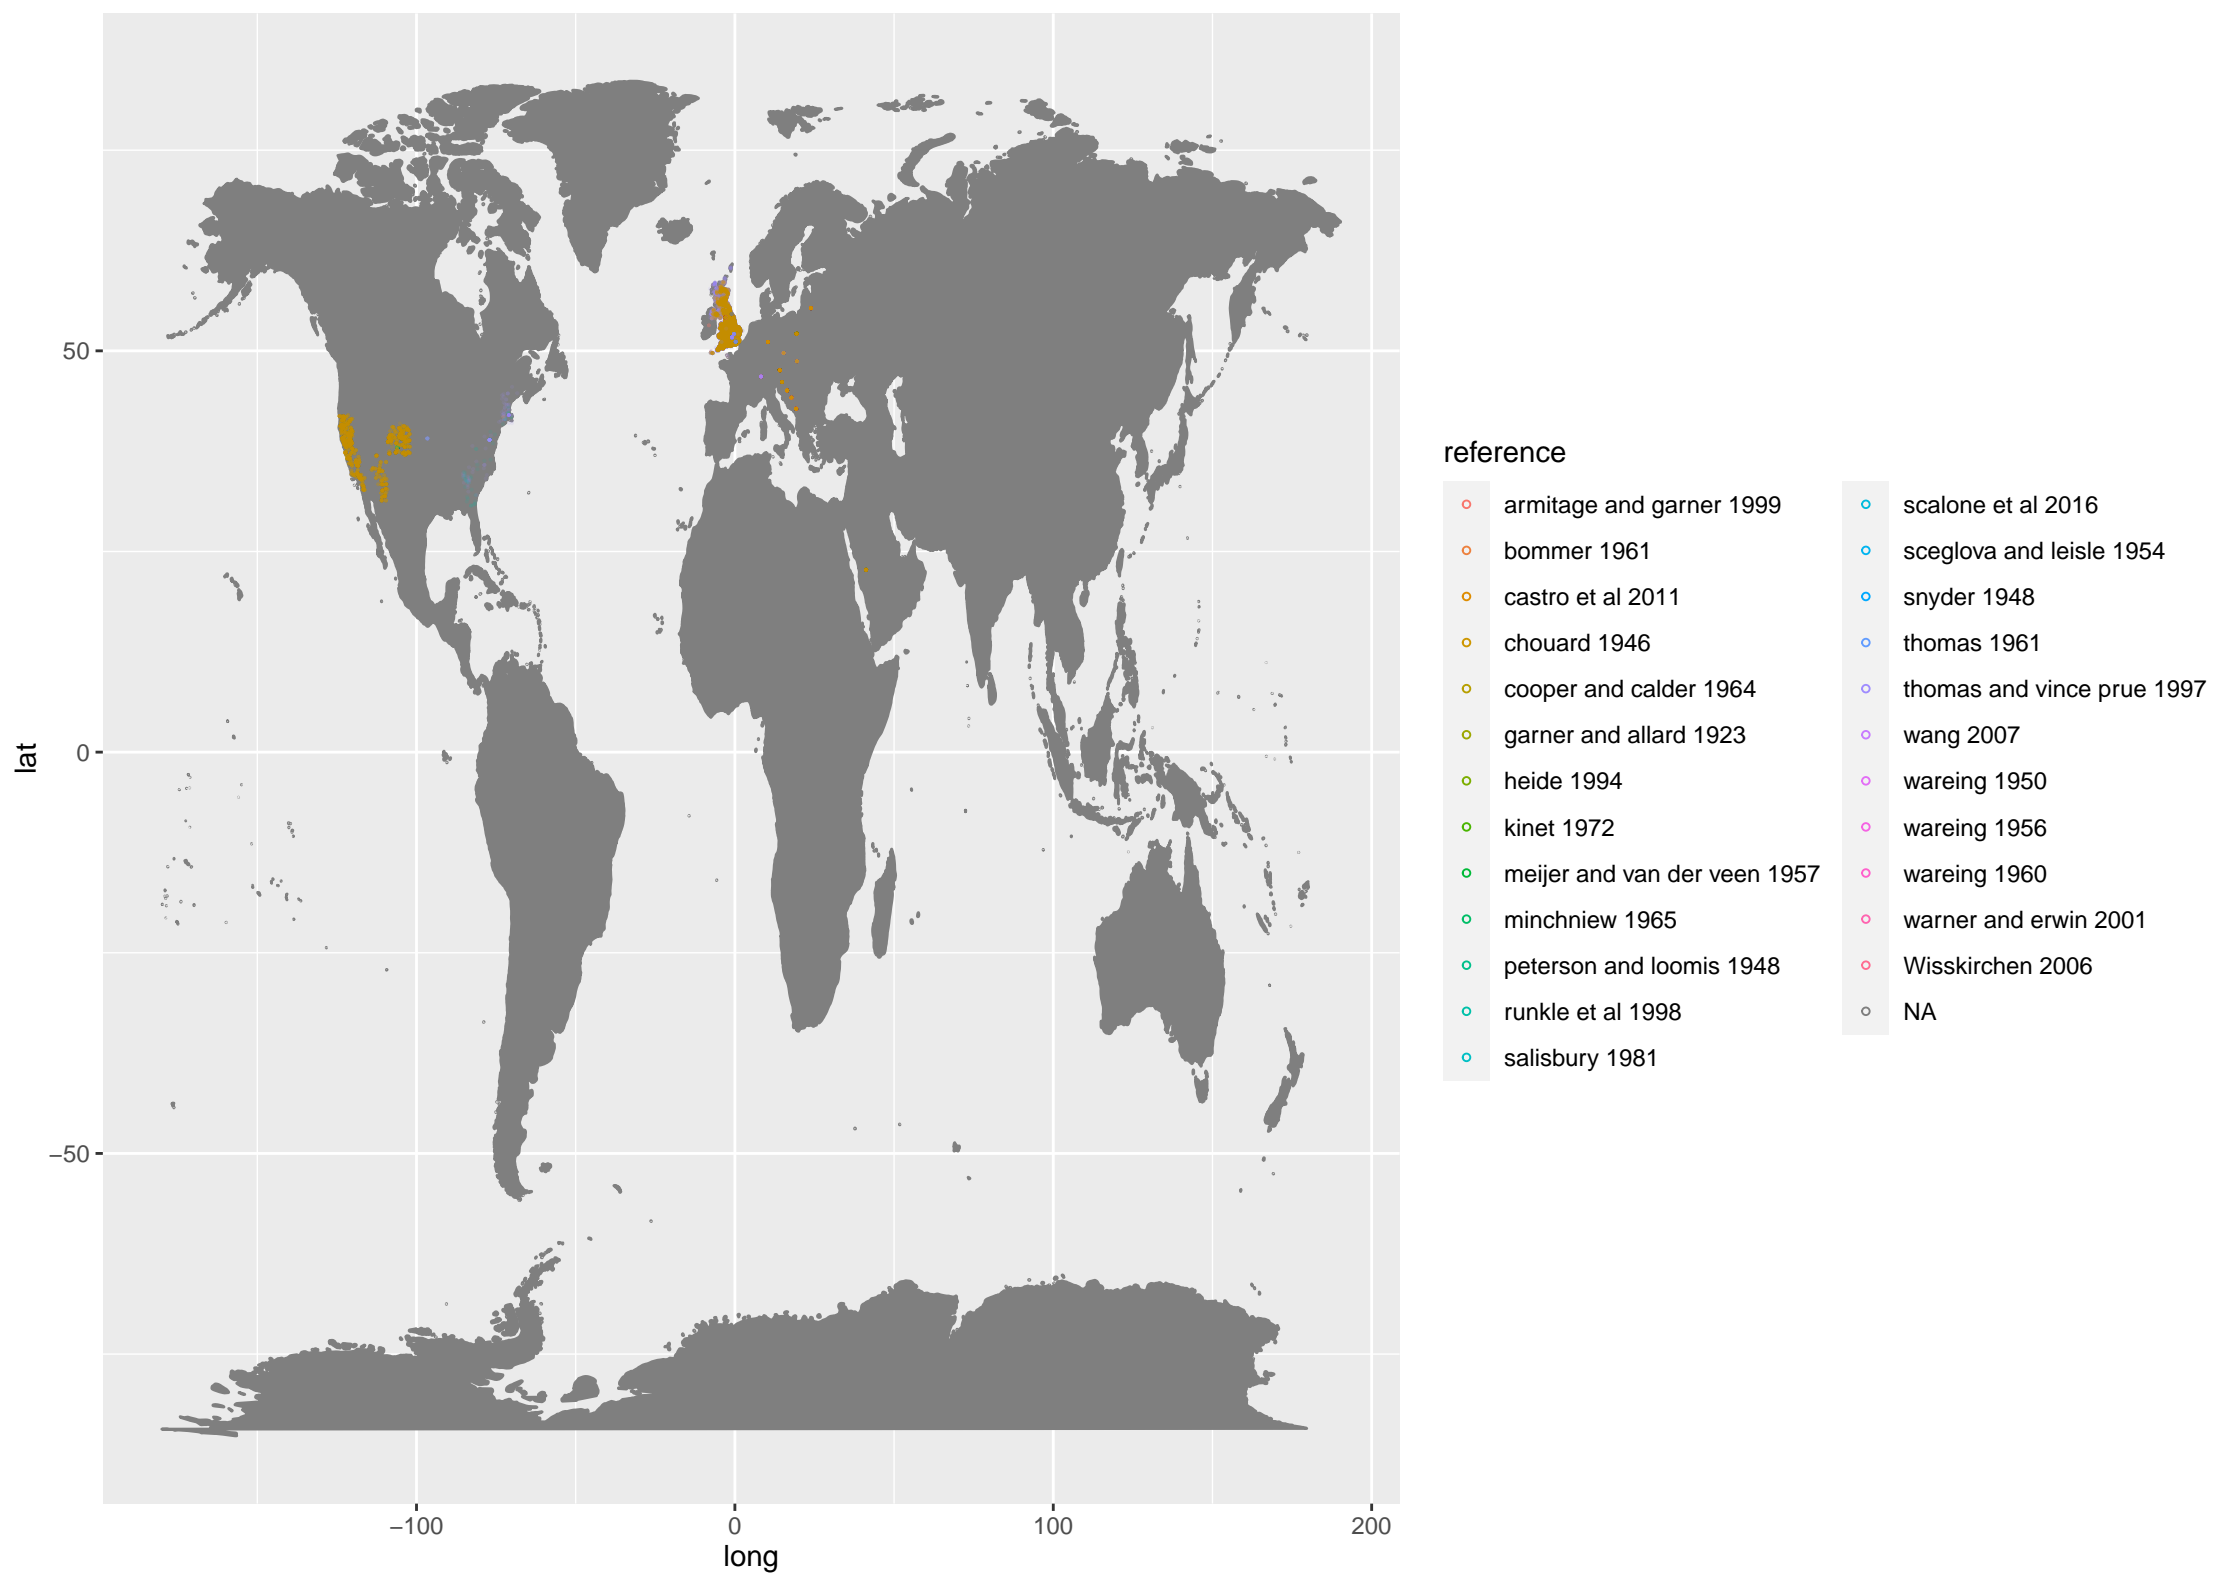 lat
50
0
−50
−100
0
100
200
long
reference
armitage and garner 1999
bommer 1961
castro et al 2011
chouard 1946
cooper and calder 1964
garner and allard 1923
heide 1994
kinet 1972
meijer and van der veen 1957
minchniew 1965
peterson and loomis 1948
runkle et al 1998
salisbury 1981
scalone et al 2016
sceglova and leisle 1954
snyder 1948
thomas 1961
thomas and vince prue 1997
wang 2007
wareing 1950
wareing 1956
wareing 1960
warner and erwin 2001
Wisskirchen 2006
NA